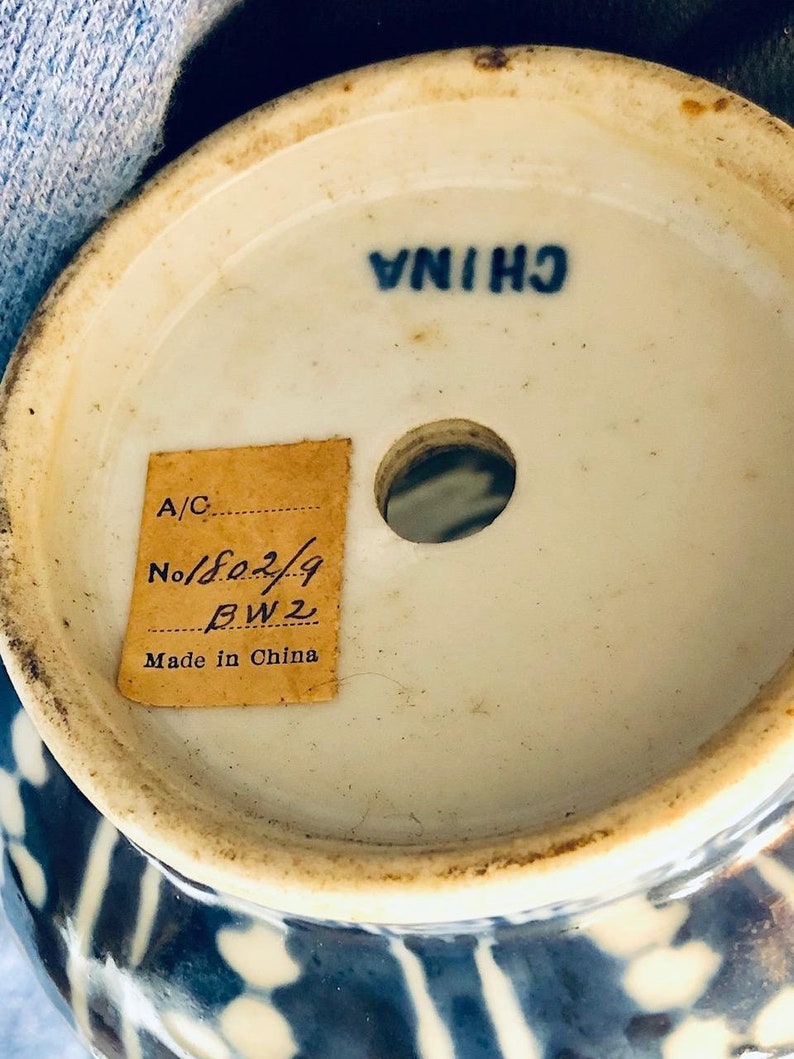 CHINA
A/C
No 1802/9
BW2
Made in China